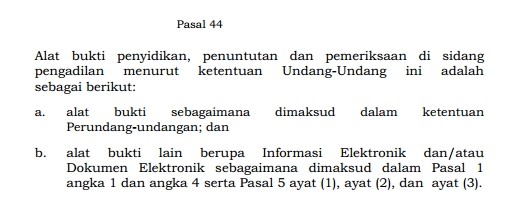 Pasal 44
Alat bukti penyidikan, penuntutan dan pemeriksaan di sidang
pengadilan menurut ketentuan Undang-Undang ini adalah
sebagai berikut:
a. alat bukti sebagaimana dimaksud dalam ketentuan
Perundang-undangan; dan
b. alat bukti lain berupa Informasi Elektronik dan/atau
Dokumen Elektronik sebagaimana dimaksud dalam Pasal 1
angka 1 dan angka 4 serta Pasal 5 ayat (1), ayat (2), dan ayat (3).